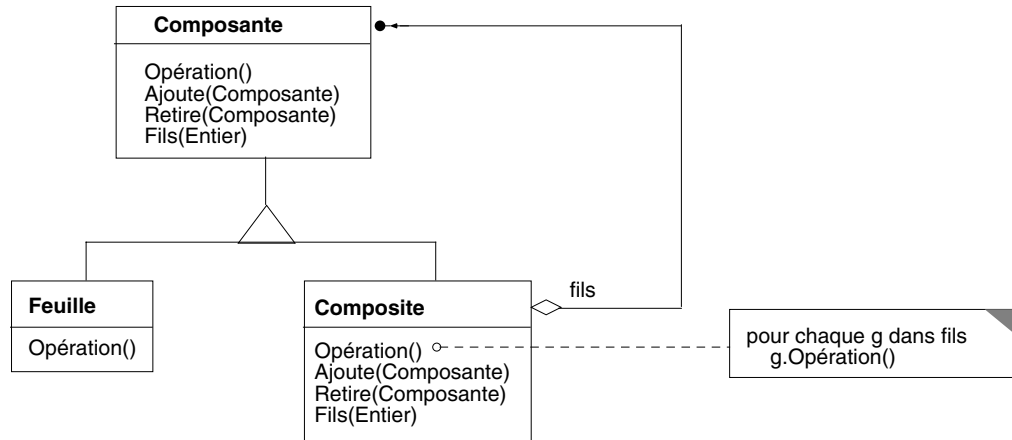 Composante
Opération()
Ajoute(Composante)
Retire(Composante)
Fils(Entier)
Feuille
Opération()
Composite
Opération()
Ajoute(Composante)
Retire(Composante)
Fils(Entier)
fils
pour chaque g dans fils
g.Opération()